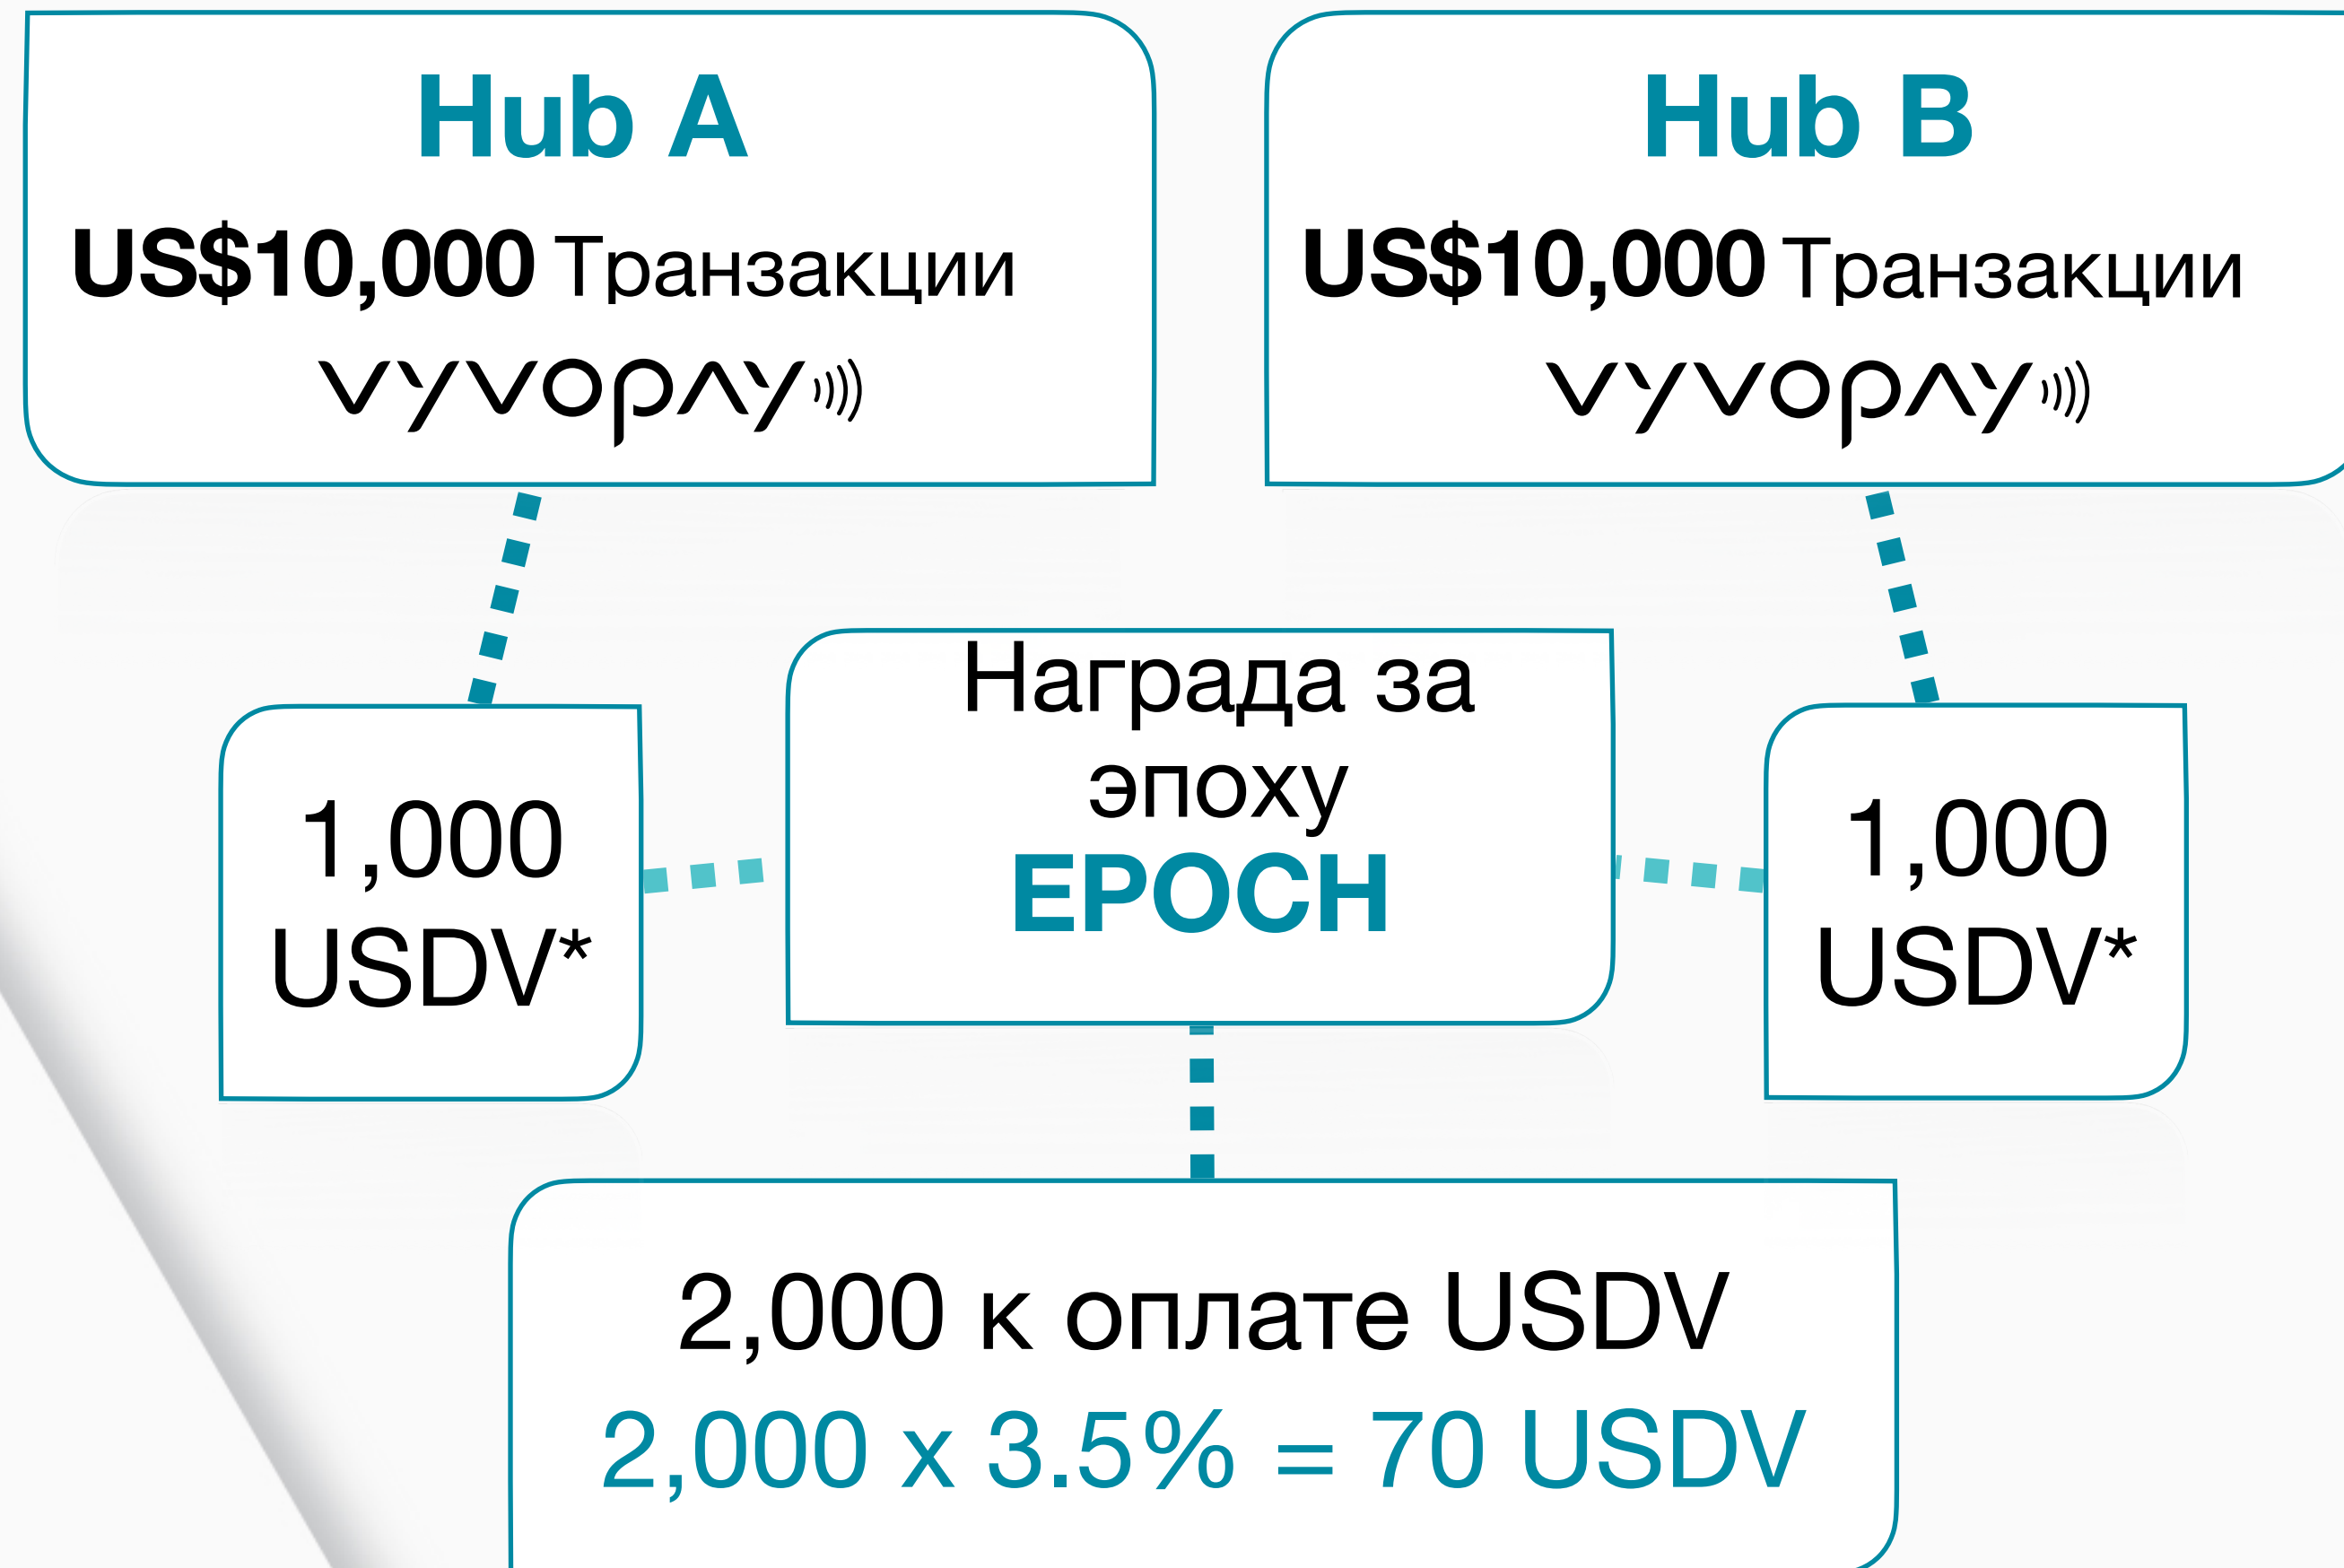 Hub A
US$10,000 Транзакции
vyvopay
Hub B
US$10,000 Транзакции
vyvopay
1,000
USDV*
Награда за
эпоху
EPOCH
1,000
USDV*
2,000 к оплате USDV
2,000 x 3.5% = 70 USDV